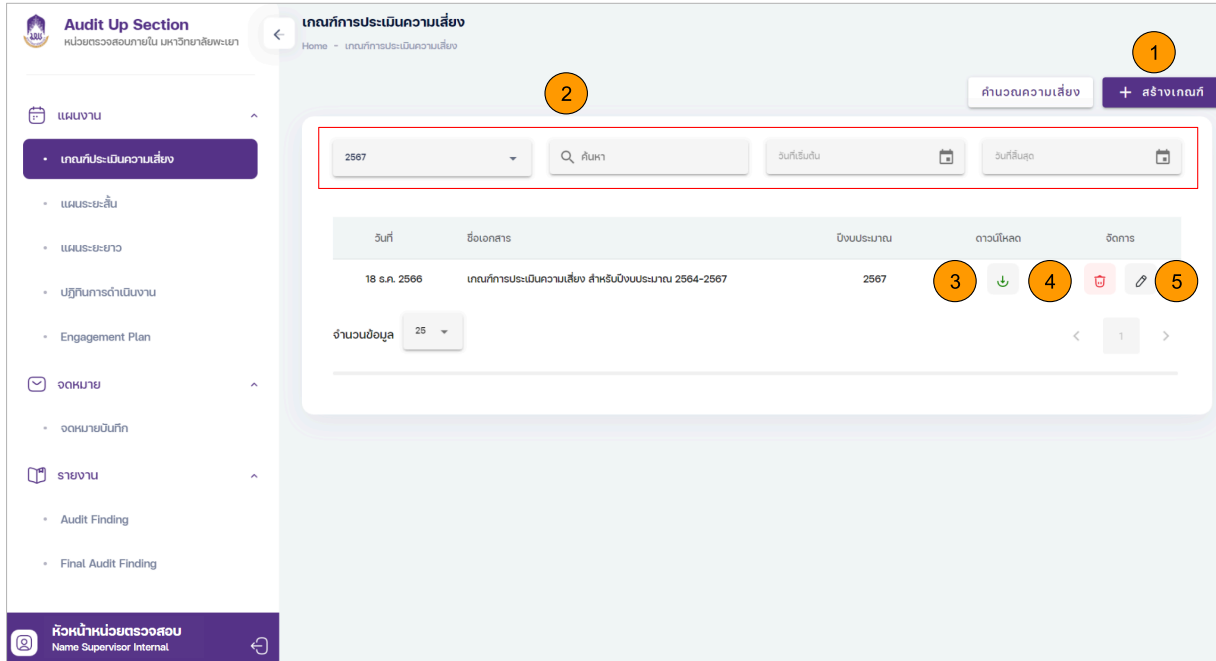 Audit Up Section
หน่วยตรวจสอบภายใน มหาวิทยาลัยพะเยา
เกณฑ์การประเมินความเสี่ยง
Home - เกณฑ์การประเมินความเสี่ยง
1
2
คำนวณความเสี่ยง
+ สร้างเกณฑ์
แผนงาน
• เกณฑ์ประเมินความเสี่ยง
• แผนระยะสั้น
• แผนระยะยาว
• ปฏิทินการดำเนินงาน
• Engagement Plan
จดหมาย
• จดหมายบันทึก
รายงาน
• Audit Finding
• Final Audit Finding
หัวหน้าหน่วยตรวจสอบ
Name Supervisor Internal
2567
ค้นหา
วันที่เริ่มต้น
วันที่สิ้นสุด
วันที่ ชื่อเอกสาร ปีงบประมาณ ดาวน์โหลด จัดการ
18 ธ.ค. 2566 เกณฑ์การประเมินความเสี่ยง สำหรับปีงบประมาณ 2564-2567 2567 3 4 5
จำนวนข้อมูล 25 < 1 >